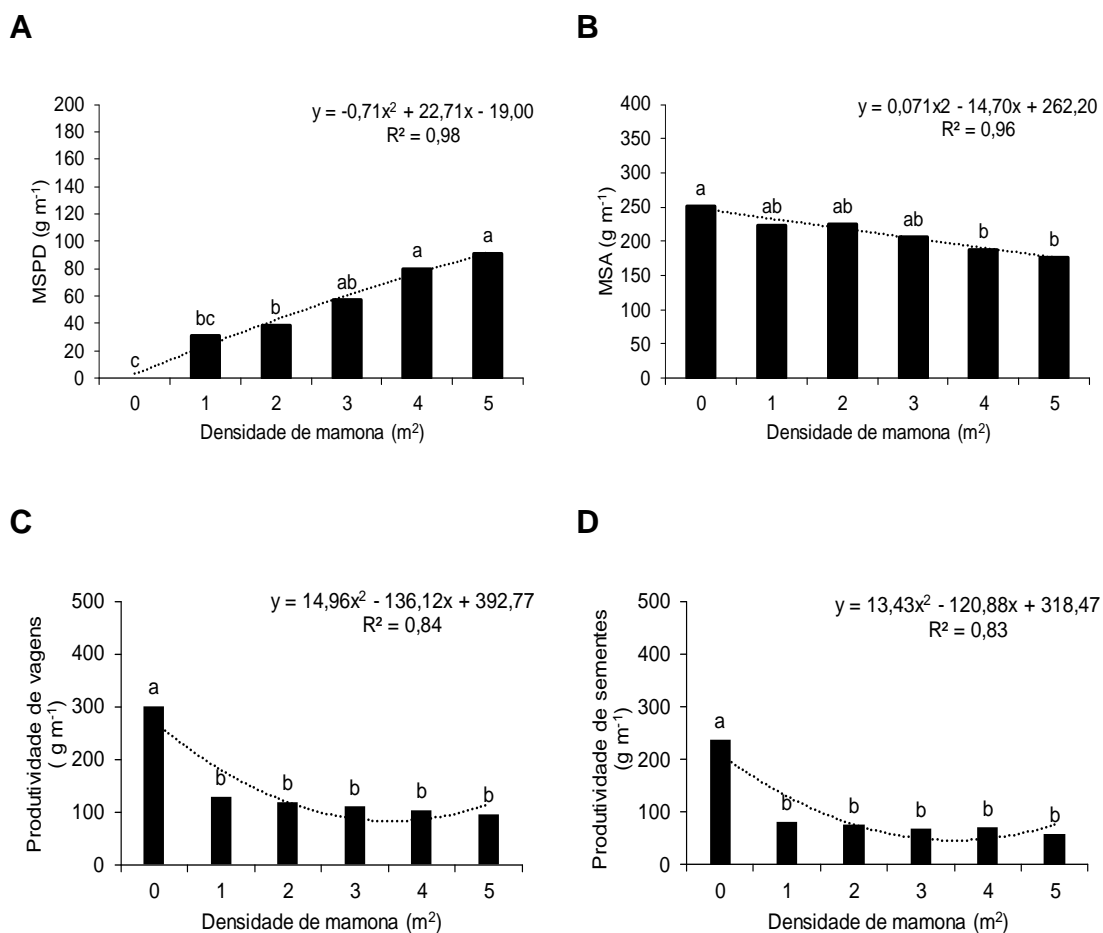 A
y = -0,71x² + 22,71x - 19,00
R² = 0,98
MSPD (g m⁻¹)
200
180
160
140
120
100
80
60
40
20
0
c
bc
b
ab
a
a
0 1 2 3 4 5
Densidade de mamona (m²)
B
y = 0,071x2 - 14,70x + 262,20
R² = 0,96
MSA (g m⁻¹)
400
350
300
250
200
150
100
50
0
a
ab
ab
ab
b
b
0 1 2 3 4 5
Densidade de mamona (m²)
C
y = 14,96x² - 136,12x + 392,77
R² = 0,84
Produtividade de vagens
( g m⁻¹)
500
400
300
200
100
0
a
b
b
b
b
b
0 1 2 3 4 5
Densidade de mamona (m²)
D
y = 13,43x² - 120,88x + 318,47
R² = 0,83
Produtividade de sementes
(g m⁻¹)
500
400
300
200
100
0
a
b
b
b
b
b
0 1 2 3 4 5
Densidade de mamona (m²)